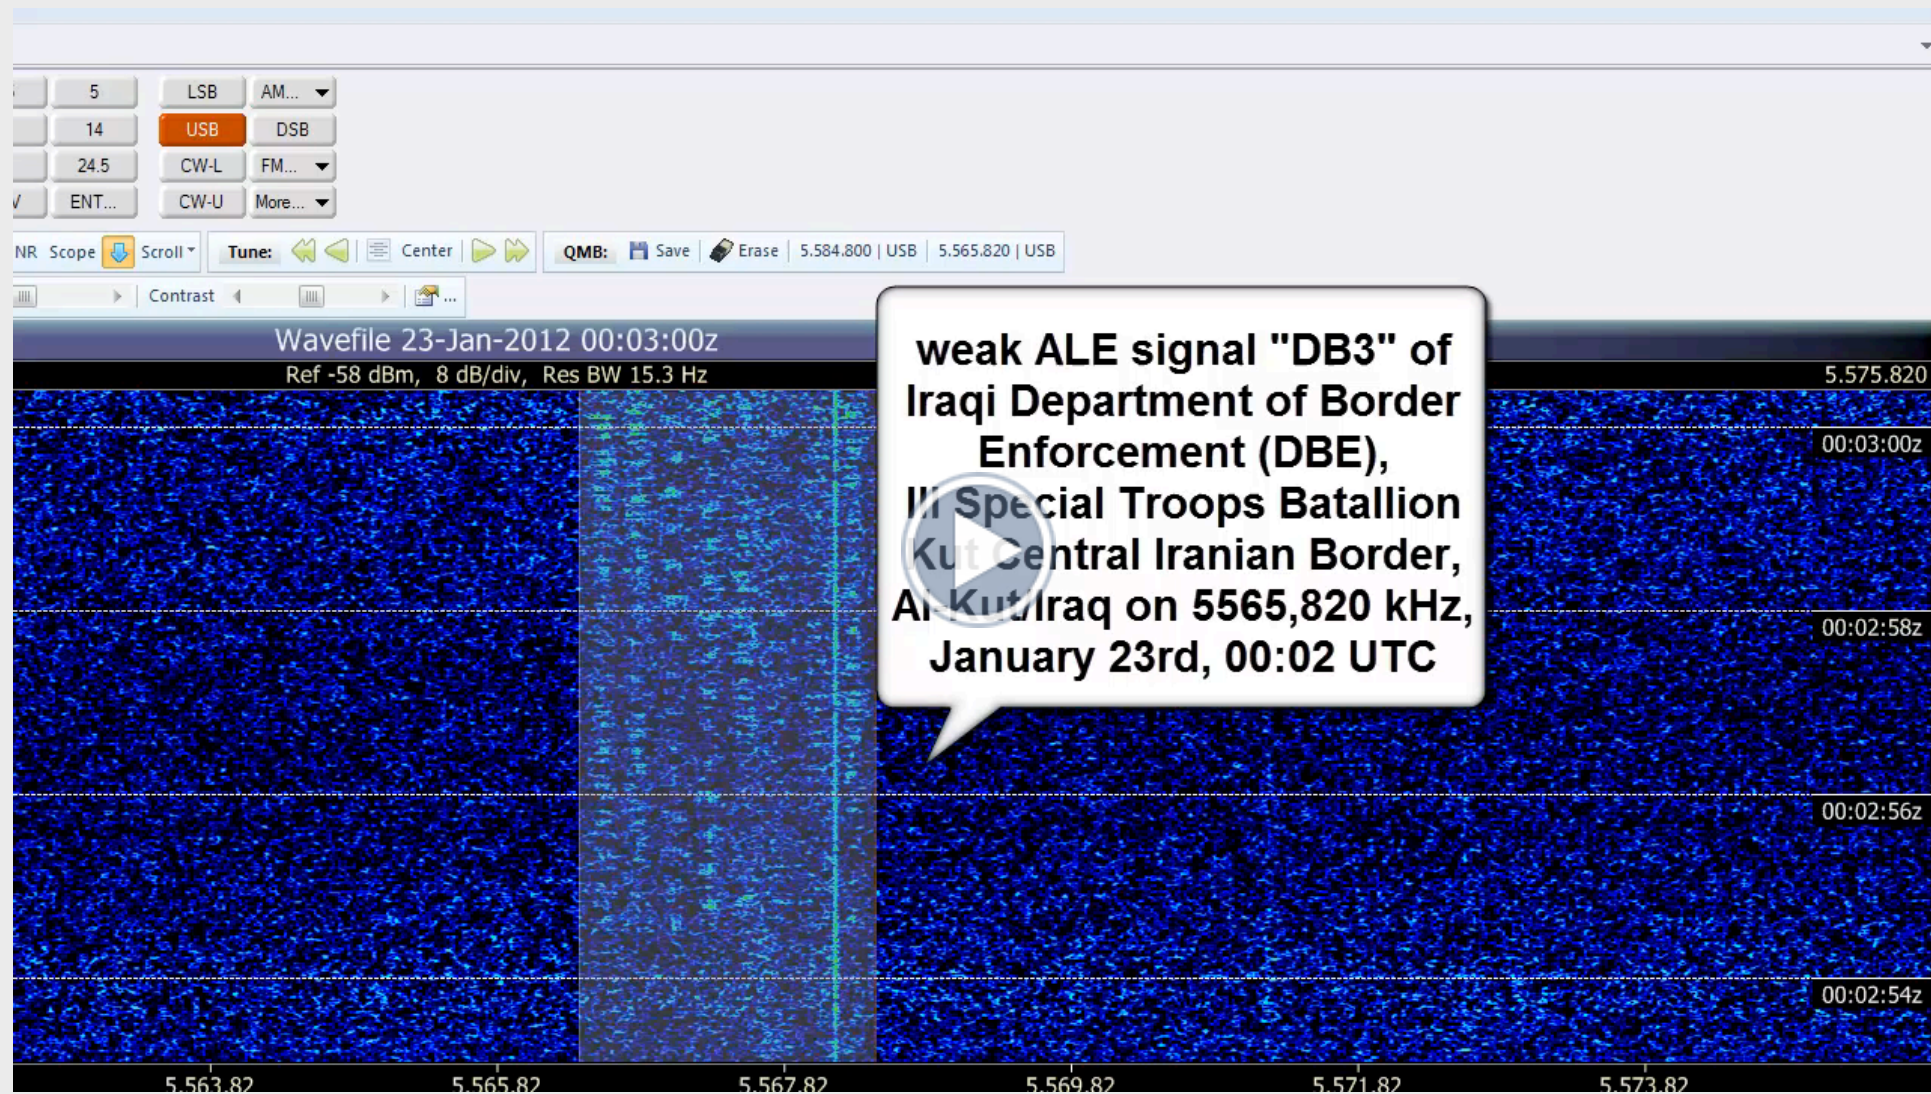 5 LSB AM...
14 USB DSB
24.5 CW-L FM...
ENT... CW-U More...
NR Scope Scroll Tune: Center QMB: Save Erase 5.584.800 | USB 5.565.820 | USB
Contrast ...
Wavefile 23-Jan-2012 00:03:00z
Ref -58 dBm, 8 dB/div, Res BW 15.3 Hz 5.575.820
weak ALE signal "DB3" of
Iraqi Department of Border
Enforcement (DBE),
III Special Troops Batallion
Kut Central Iranian Border,
Al-Kut/Iraq on 5565,820 kHz,
January 23rd, 00:02 UTC
00:03:00z
00:02:58z
00:02:56z
00:02:54z
5.563.82 5.565.82 5.567.82 5.569.82 5.571.82 5.573.82